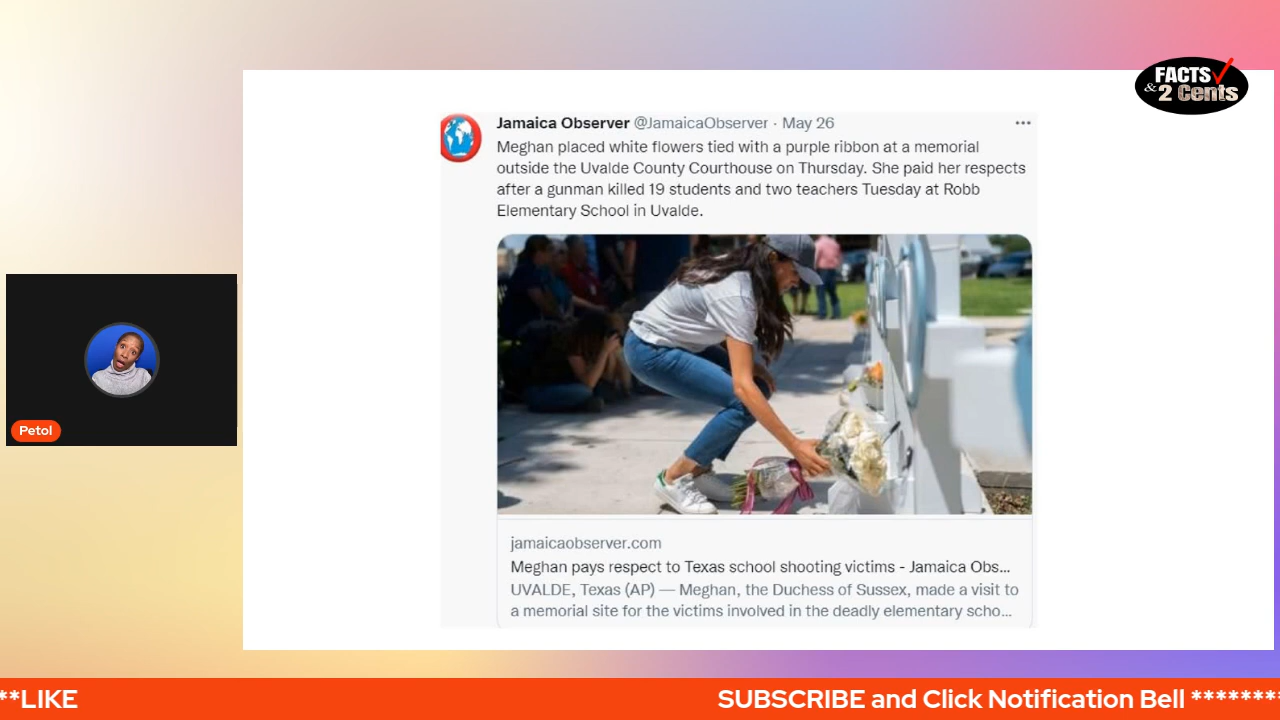 FACTS
& 2 Cents
Jamaica Observer @JamaicaObserver · May 26
Meghan placed white flowers tied with a purple ribbon at a memorial
outside the Uvalde County Courthouse on Thursday. She paid her respects
after a gunman killed 19 students and two teachers Tuesday at Robb
Elementary School in Uvalde.
jamaicaobserver.com
Meghan pays respect to Texas school shooting victims - Jamaica Obs...
UVALDE, Texas (AP) — Meghan, the Duchess of Sussex, made a visit to
a memorial site for the victims involved in the deadly elementary scho...
Petol
**LIKE
SUBSCRIBE and Click Notification Bell ********